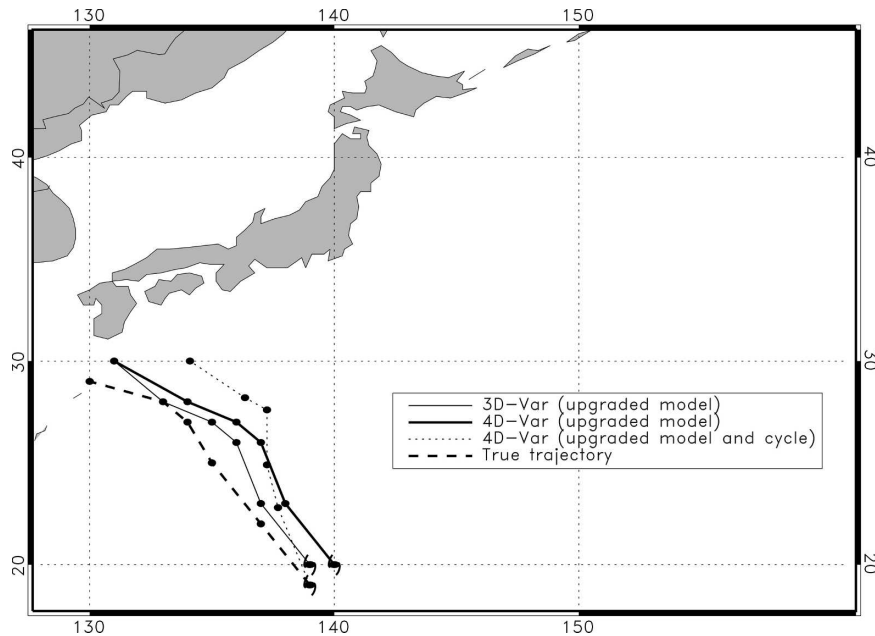 130 140 150
40 40
30 30
20 20
3D-Var (upgraded model)
4D-Var (upgraded model)
4D-Var (upgraded model and cycle)
True trajectory
130 140 150